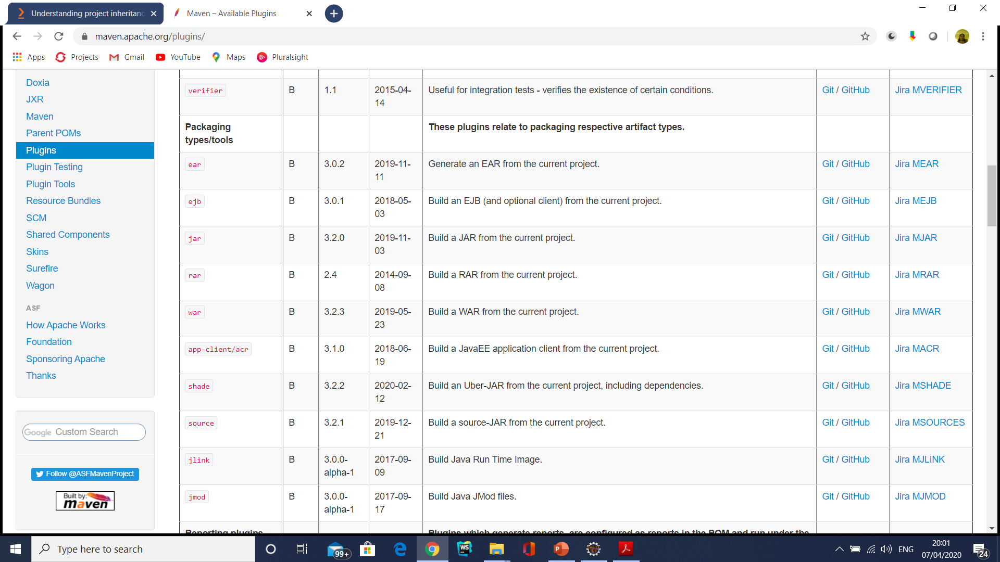 Understanding project inheritanc
Maven – Available Plugins
maven.apache.org/plugins/
Apps
Projects
Gmail
YouTube
Maps
Pluralsight
Doxia
JXR
Maven
Parent POMs
Plugins
Plugin Testing
Plugin Tools
Resource Bundles
SCM
Shared Components
Skins
Surefire
Wagon
ASF
How Apache Works
Foundation
Sponsoring Apache
Thanks
Google Custom Search
Follow @ASFMavenProject
Built by:
maven
verifier B 1.1 2015-04- Useful for integration tests - verifies the existence of certain conditions. Git / GitHub Jira MVERIFIER
14
Packaging These plugins relate to packaging respective artifact types.
types/tools
ear B 3.0.2 2019-11- Generate an EAR from the current project. Git / GitHub Jira MEAR
11
ejb B 3.0.1 2018-05- Build an EJB (and optional client) from the current project. Git / GitHub Jira MEJB
03
jar B 3.2.0 2019-11- Build a JAR from the current project. Git / GitHub Jira MJAR
03
rar B 2.4 2014-09- Build a RAR from the current project. Git / GitHub Jira MRAR
08
war B 3.2.3 2019-05- Build a WAR from the current project. Git / GitHub Jira MWAR
23
app-client/acr B 3.1.0 2018-06- Build a JavaEE application client from the current project. Git / GitHub Jira MACR
19
shade B 3.2.2 2020-02- Build an Uber-JAR from the current project, including dependencies. Git / GitHub Jira MSHADE
12
source B 3.2.1 2019-12- Build a source-JAR from the current project. Git / GitHub Jira MSOURCES
21
jlink B 3.0.0- 2017-09- Build Java Run Time Image. Git / GitHub Jira MJLINK
alpha-1 09
jmod B 3.0.0- 2017-09- Build Java JMod files. Git / GitHub Jira MJMOD
alpha-1 17
Reporting plugins Plugins which generate reports, are configured as reports in the POM and run under the
Type here to search
99+
WS
P
ENG
20:01
07/04/2020
24